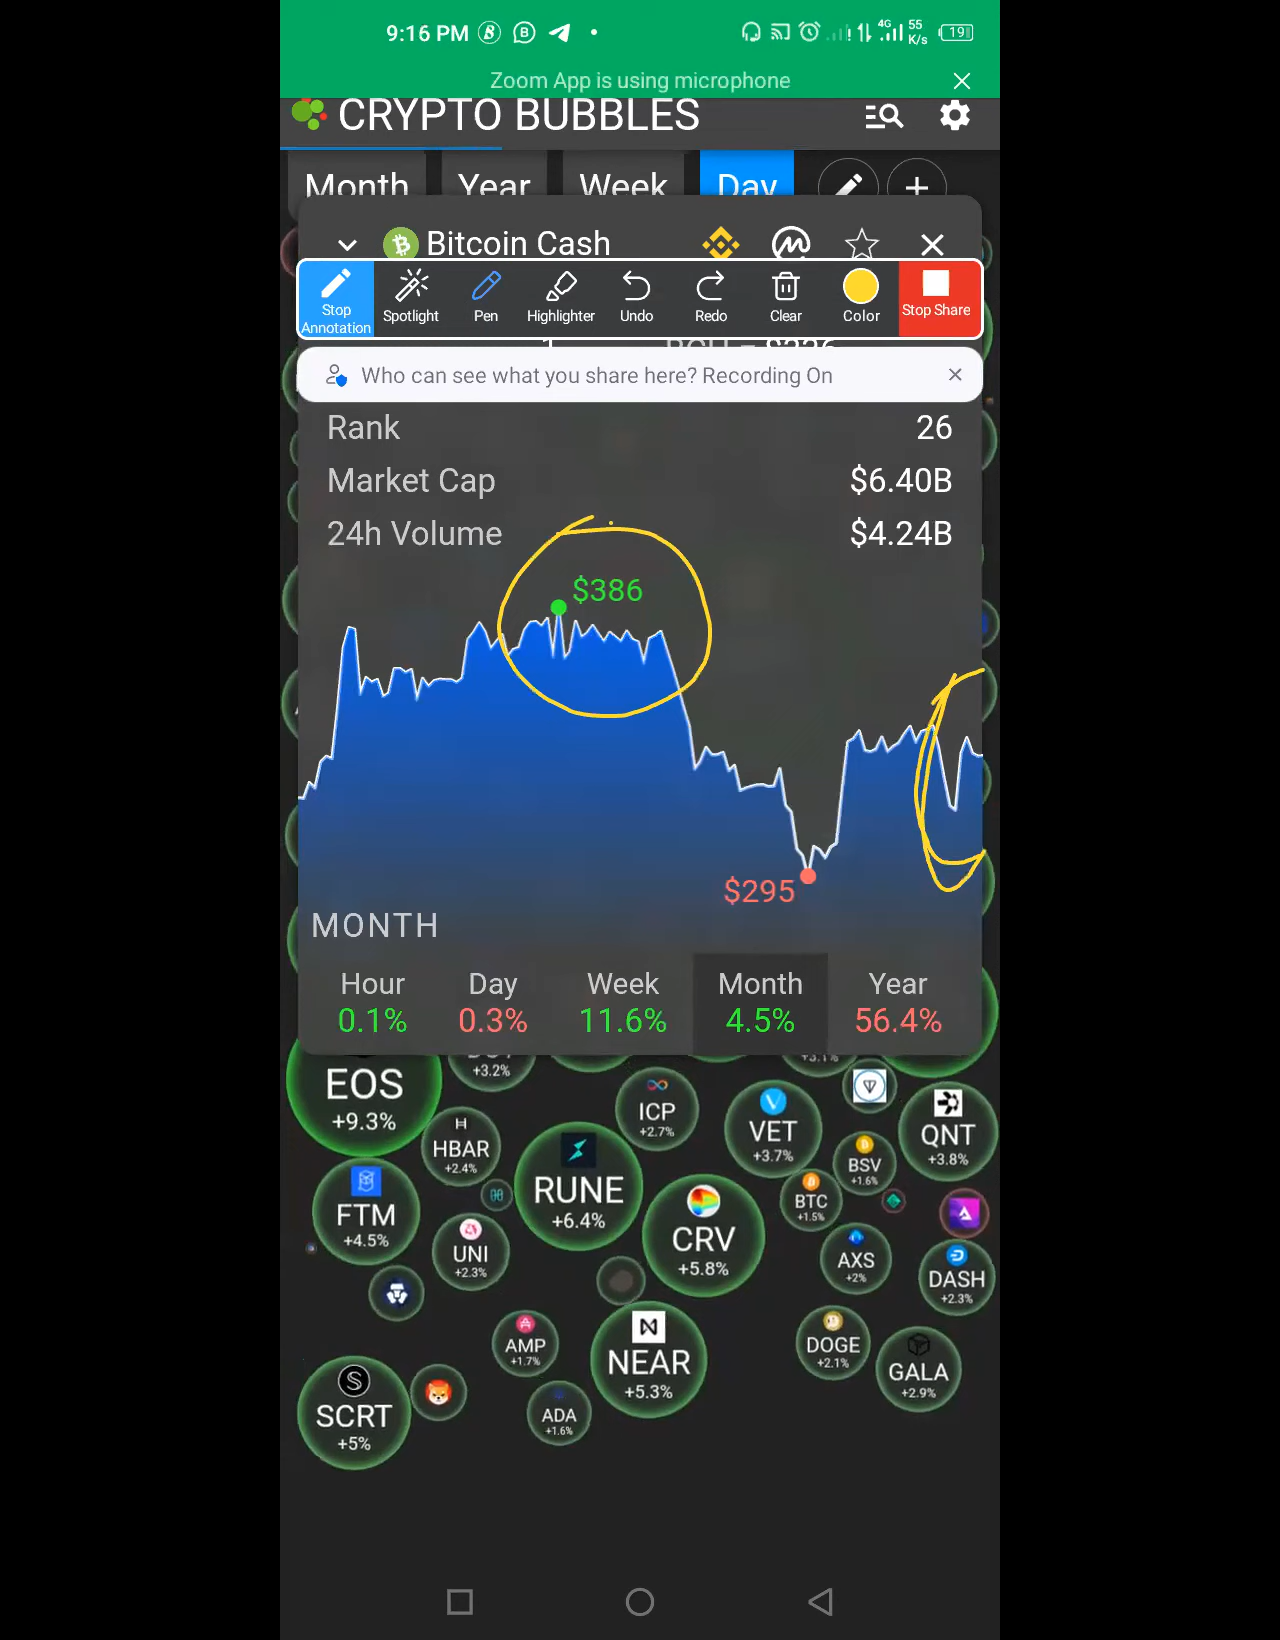 9:16 PM 4G 55 K/s 19
Zoom App is using microphone
CRYPTO BUBBLES
Month Year Week Day
Bitcoin Cash
Stop Annotation
Spotlight
Pen
Highlighter
Undo
Redo
Clear
Color
Stop Share
Who can see what you share here? Recording On
Rank 26
Market Cap $6.40B
24h Volume $4.24B
$386
$295
MONTH
Hour Day Week Month Year
0.1% 0.3% 11.6% 4.5% 56.4%
+3.2%
+3.1%
EOS
+9.3%
HBAR
+2.4%
ICP
+2.7%
VET
+3.7%
QNT
+3.8%
BSV
+1.6%
FTM
+4.5%
RUNE
+6.4%
BTC
+1.5%
UNI
+2.3%
CRV
+5.8%
AXS
+2%
DASH
+2.3%
AMP
+1.7%
NEAR
+5.3%
DOGE
+2.1%
GALA
+2.9%
SCRT
+5%
ADA
+1.6%